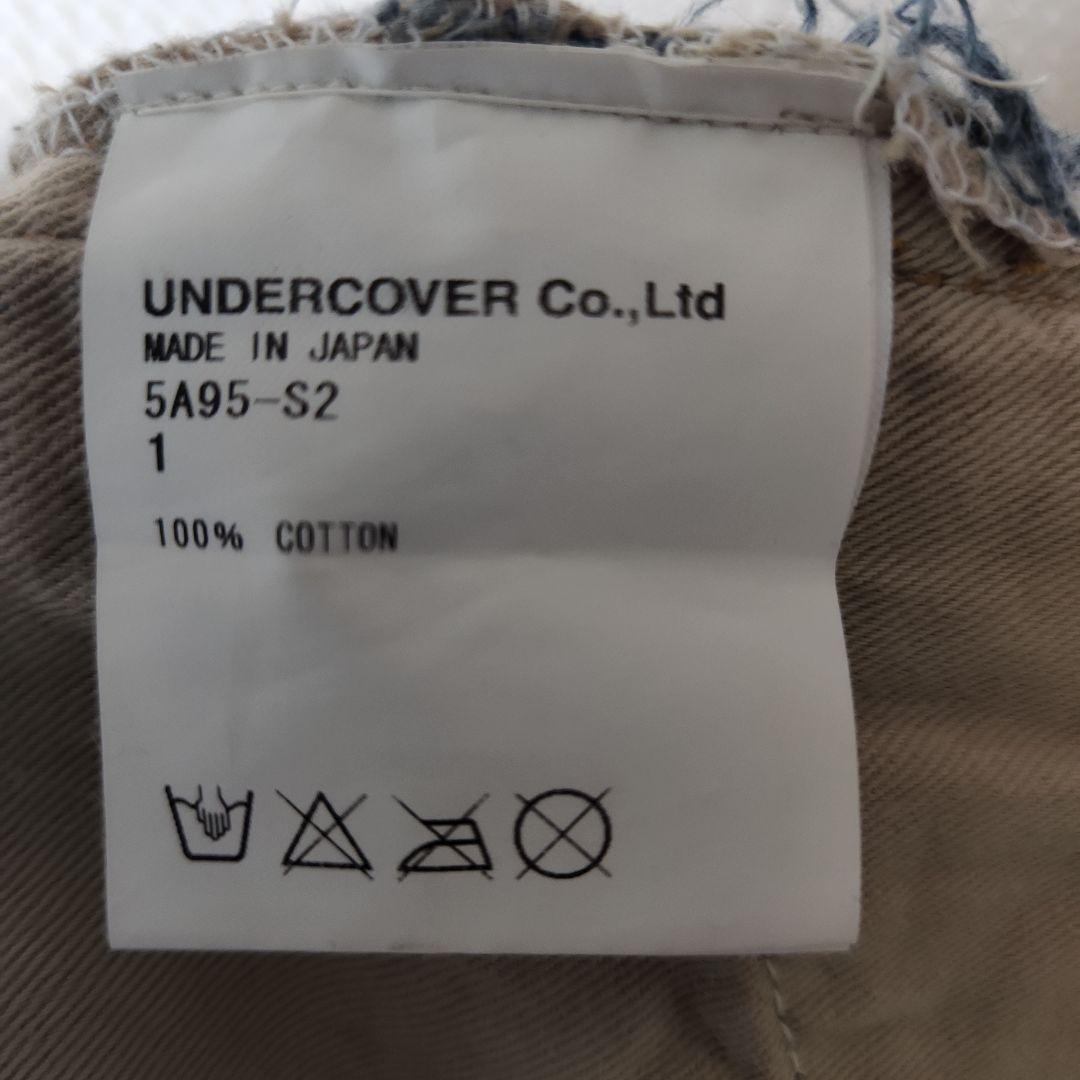 UNDERCOVER Co.,Ltd
MADE IN JAPAN
5A95-S2
1
100% COTTON